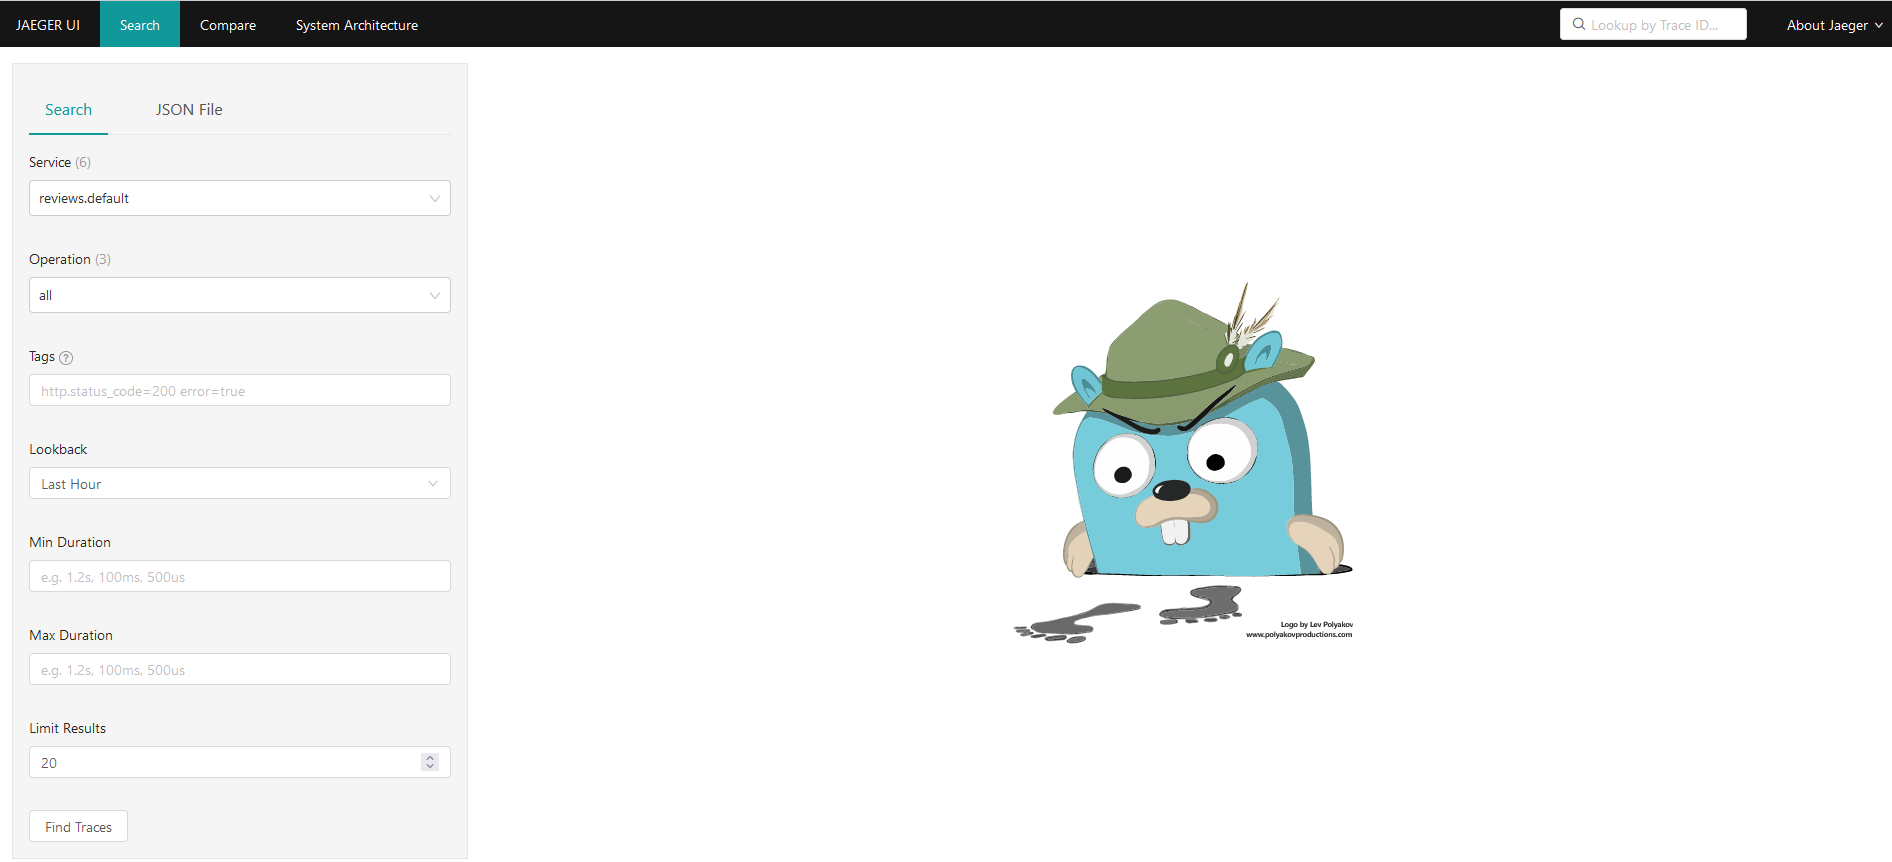 JAEGER UI Search Compare System Architecture Lookup by Trace ID... About Jaeger
Search JSON File
Service (6)
reviews.default
Operation (3)
all
Tags ?
http.status_code=200 error=true
Lookback
Last Hour
Min Duration
e.g. 1.2s, 100ms, 500us
Max Duration
e.g. 1.2s, 100ms, 500us
Limit Results
20
Find Traces
Logo by Lev Polyakov
www.polyakovproductions.com